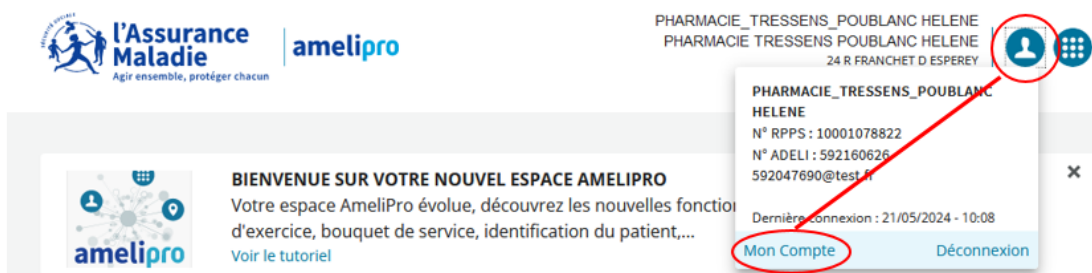 SÉCURITÉ SOCIALE
l'Assurance
Maladie
Agir ensemble, protéger chacun
amelipro
PHARMACIE_TRESSENS_POUBLANC HELENE
PHARMACIE TRESSENS POUBLANC HELENE
24 R FRANCHET D ESPEREY
PHARMACIE_TRESSENS_POUBLANC
HELENE
N° RPPS : 10001078822
N° ADELI : 592160626
592047690@test.fr
Dernière connexion : 21/05/2024 - 10:08
Mon Compte
Déconnexion
amelipro
BIENVENUE SUR VOTRE NOUVEL ESPACE AMELIPRO
Votre espace AmeliPro évolue, découvrez les nouvelles
d'exercice, bouquet de service, identification du patient,...
Voir le tutoriel